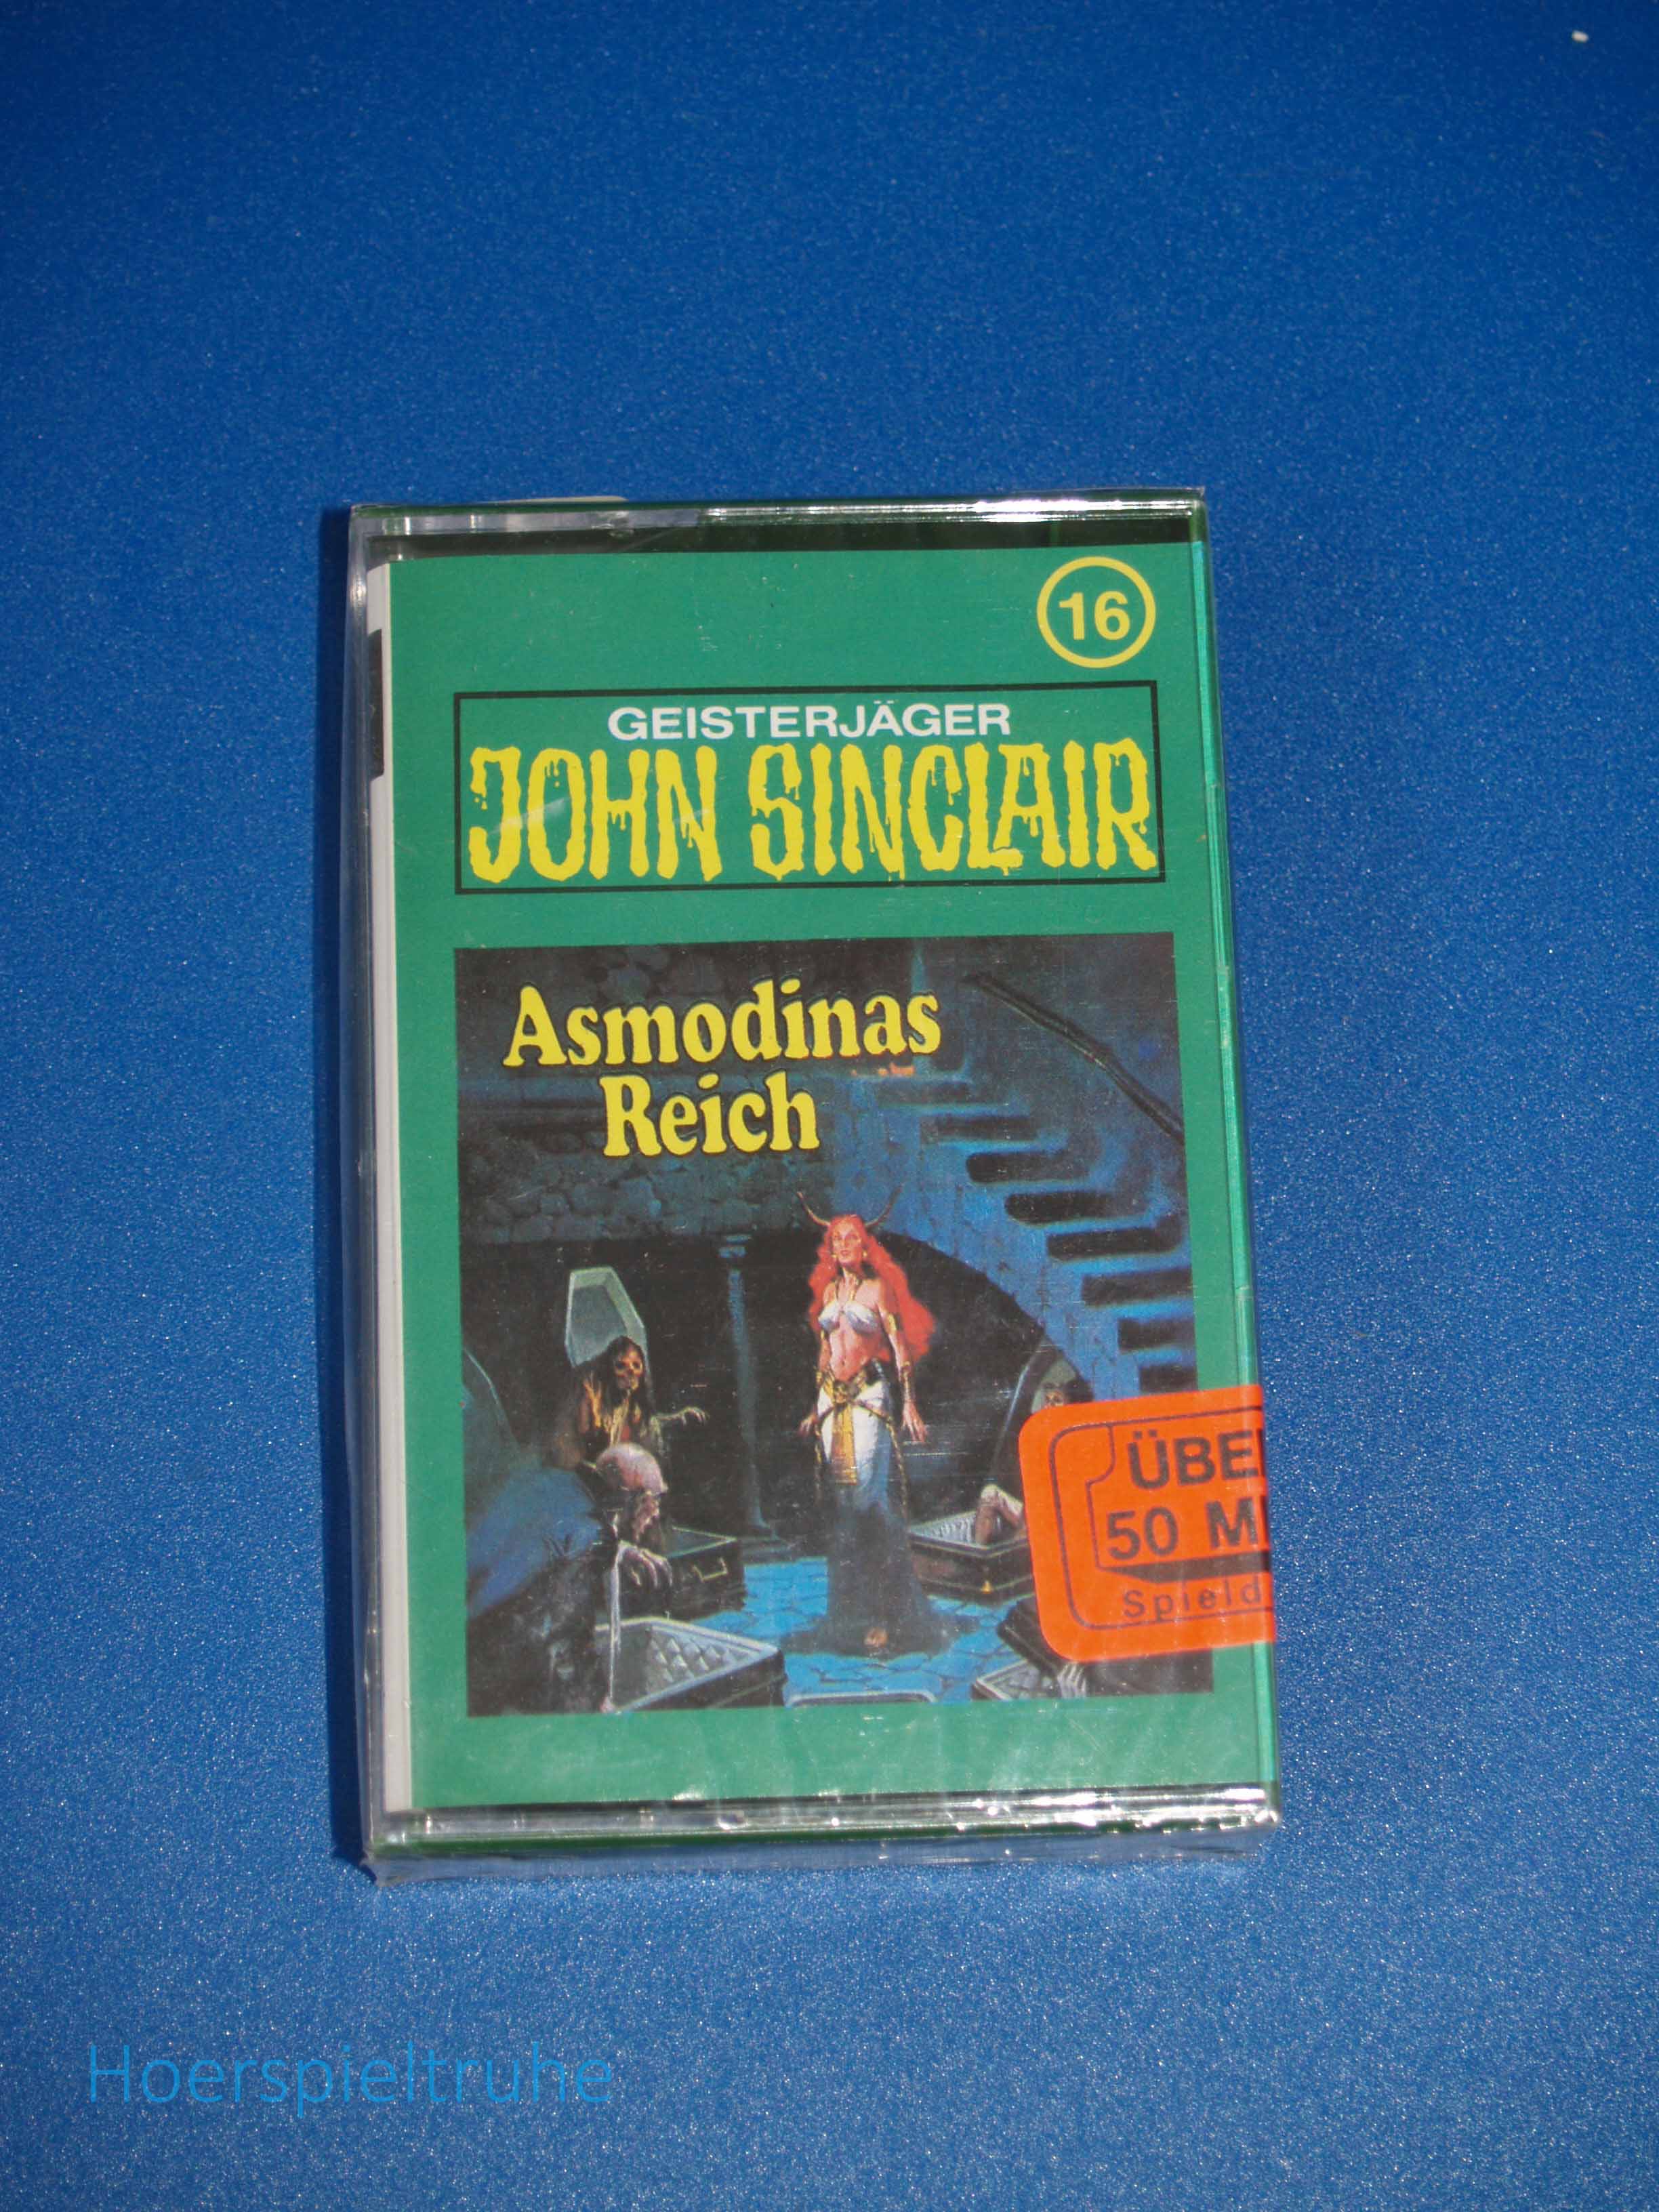 16
GEISTERJÄGER
JOHN SINCLAIR
Asmodinas
Reich
ÜBE
50 M
Spield
Hoerspieltruhe